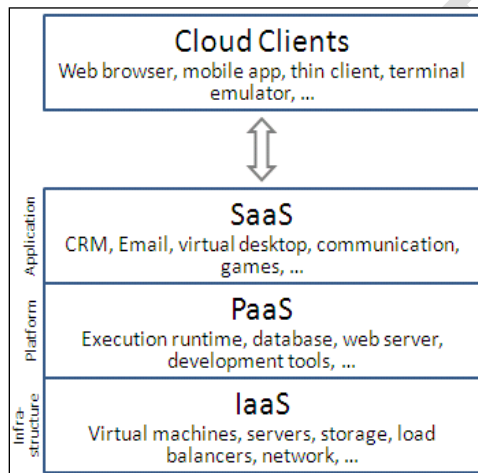 Cloud Clients
Web browser, mobile app, thin client, terminal
emulator, ...
Application
SaaS
CRM, Email, virtual desktop, communication,
games, ...
Platform
PaaS
Execution runtime, database, web server,
development tools, ...
Infra-
structure
IaaS
Virtual machines, servers, storage, load
balancers, network, ...